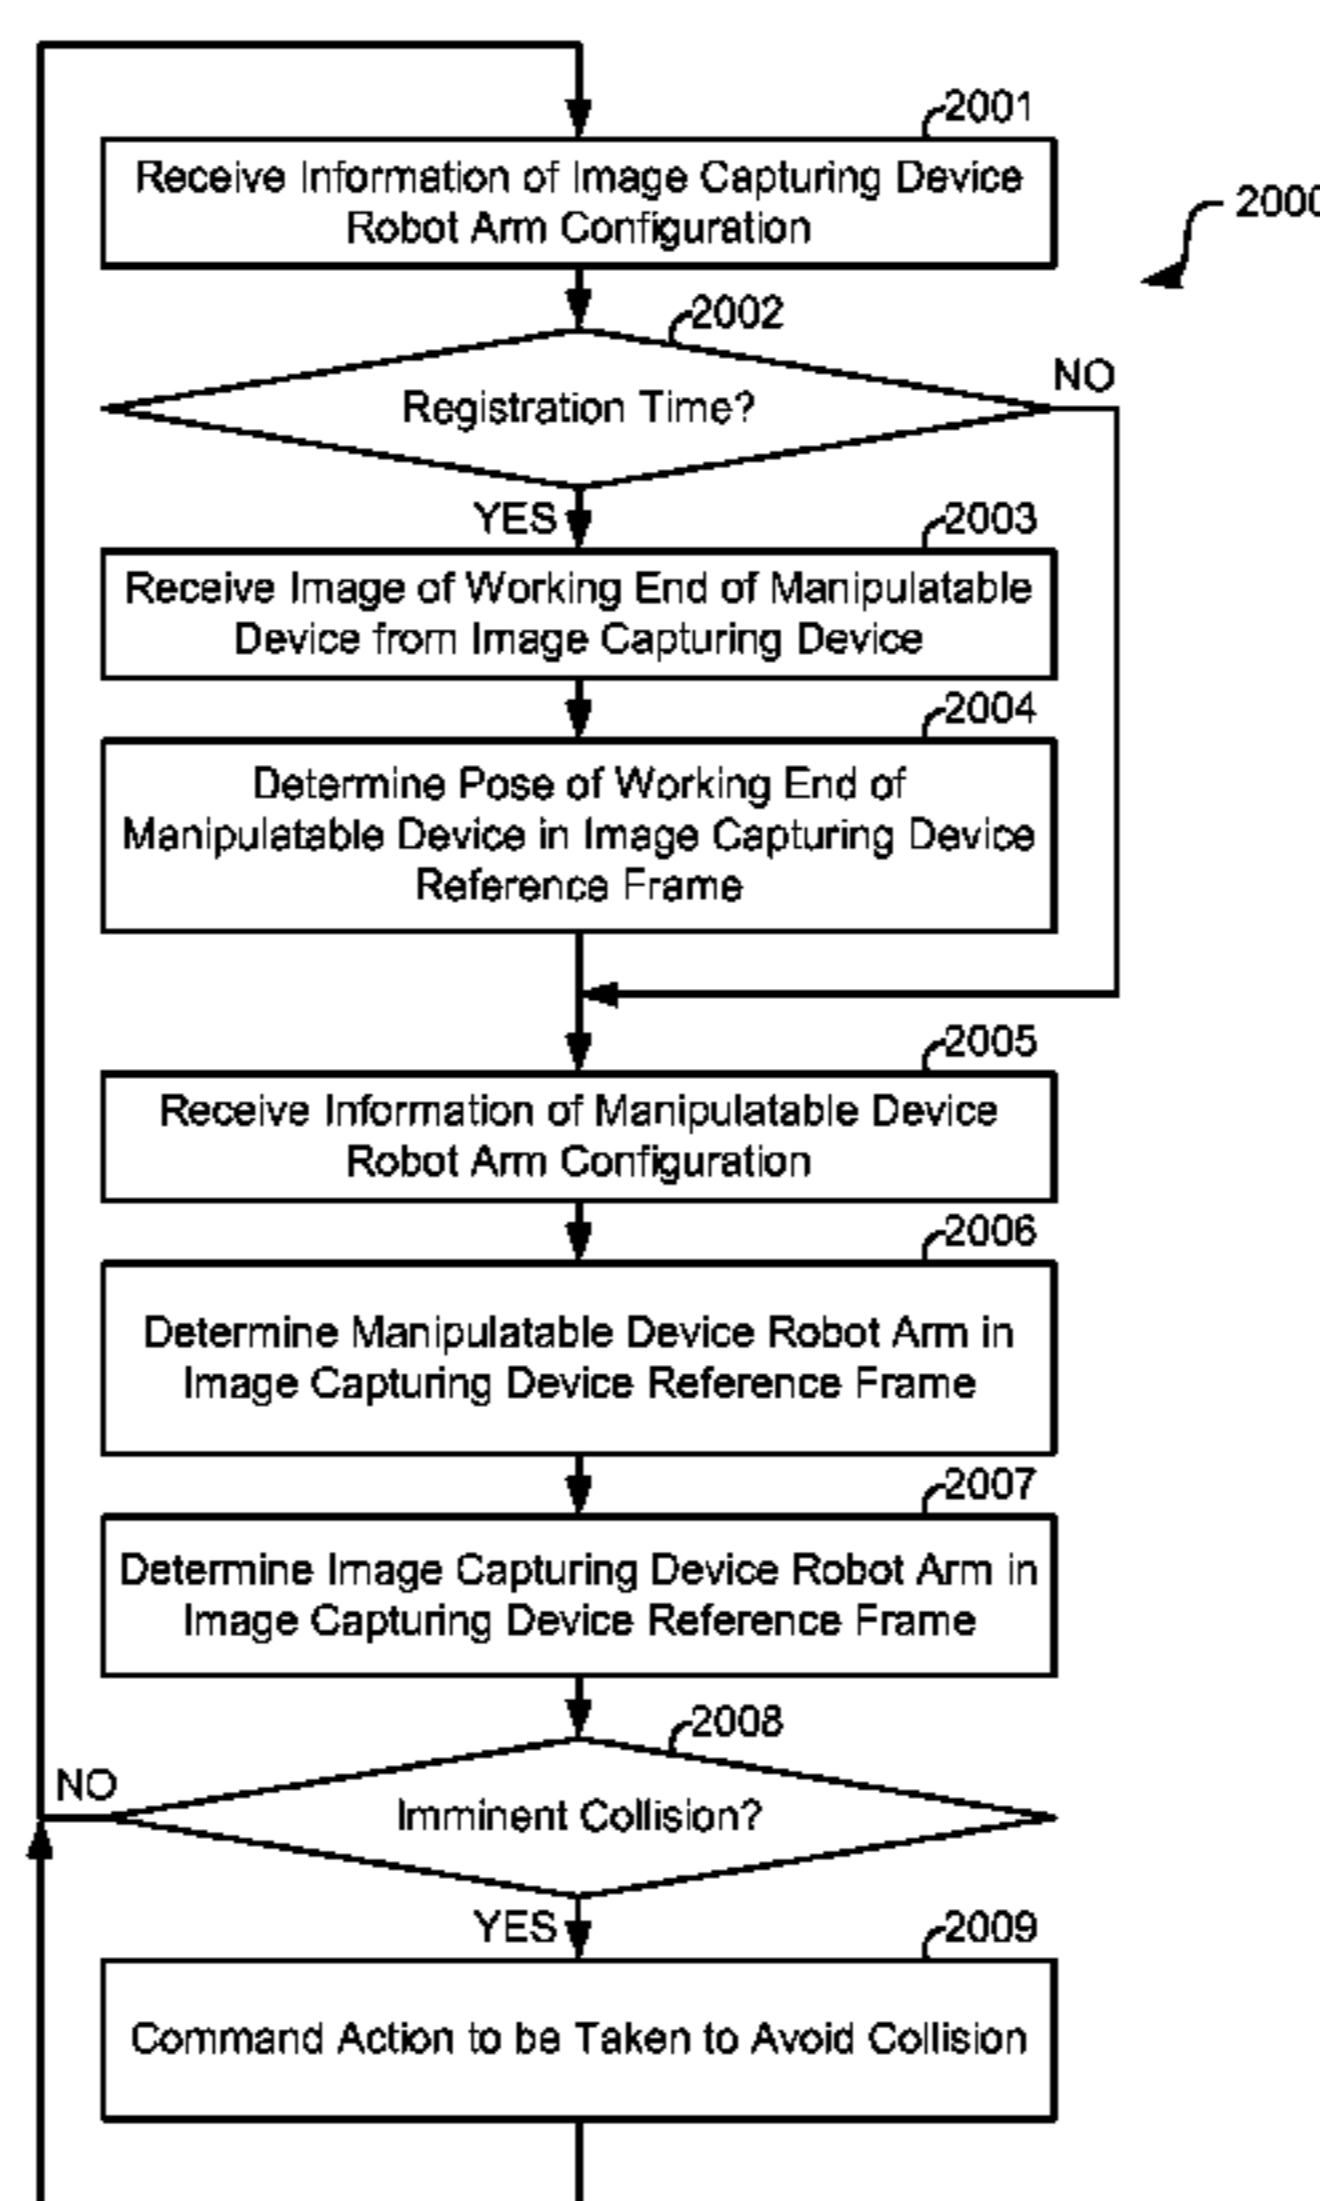 2001
Receive Information of Image Capturing Device
Robot Arm Configuration
2000
2002
Registration Time?
NO
YES
2003
Receive Image of Working End of Manipulatable
Device from Image Capturing Device
2004
Determine Pose of Working End of
Manipulatable Device in Image Capturing Device
Reference Frame
2005
Receive Information of Manipulatable Device
Robot Arm Configuration
2006
Determine Manipulatable Device Robot Arm in
Image Capturing Device Reference Frame
2007
Determine Image Capturing Device Robot Arm in
Image Capturing Device Reference Frame
2008
NO
Imminent Collision?
YES
2009
Command Action to be Taken to Avoid Collision